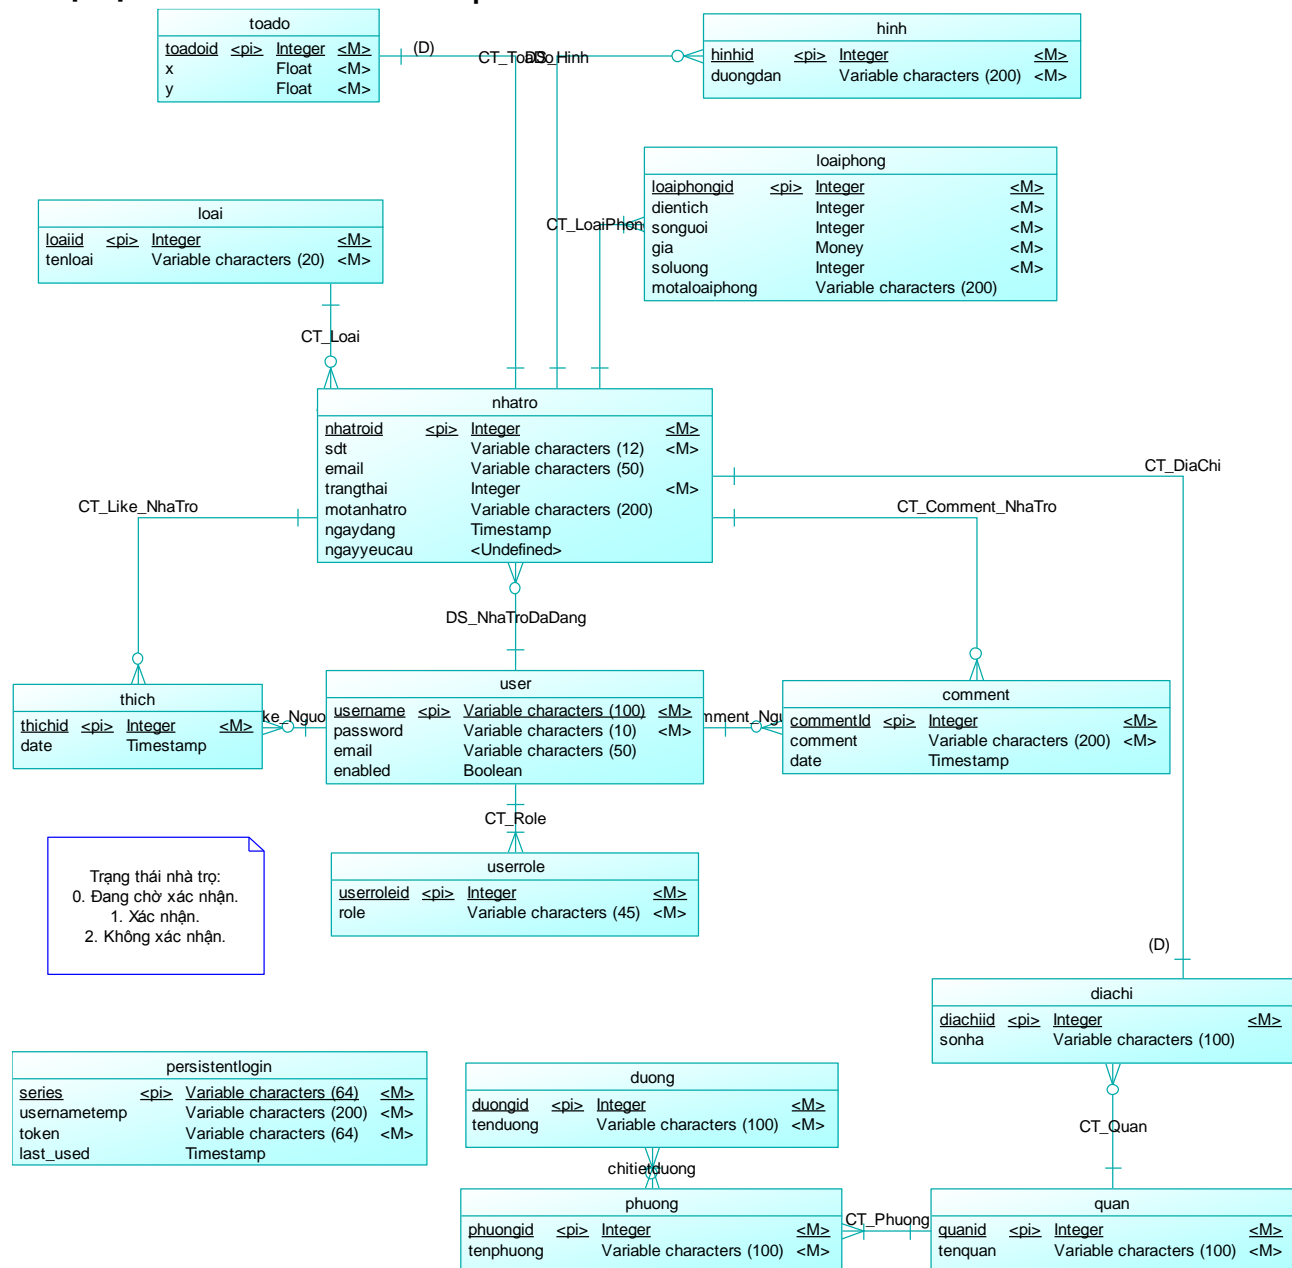 toado
toadoid <pi> Integer <M>
x Float <M>
y Float <M>
(D)
CT_ToaDo
DS_Hinh
hinh
hinhid <pi> Integer <M>
duongdan Variable characters (200) <M>
loaiphong
loaiphongid <pi> Integer <M>
dientich Integer <M>
songuoi Integer <M>
gia Money <M>
soluong Integer <M>
motaloaiphong Variable characters (200)
CT_LoaiPhon
loai
loaiid <pi> Integer <M>
tenloai Variable characters (20) <M>
CT_Loai
nhatro
nhatroid <pi> Integer <M>
sdt Variable characters (12) <M>
email Variable characters (50)
trangthai Integer <M>
motanhatro Variable characters (200)
ngaydang Timestamp
ngayyeucau <Undefined>
CT_DiaChi
CT_Like_NhaTro
CT_Comment_NhaTro
DS_NhaTroDaDang
thich
thichid <pi> Integer <M>
date Timestamp
ke_Nguo
user
username <pi> Variable characters (100) <M>
password Variable characters (10) <M>
email Variable characters (50)
enabled Boolean
mment_Ngu
comment
commentId <pi> Integer <M>
comment Variable characters (200) <M>
date Timestamp
CT_Role
userrole
userroleid <pi> Integer <M>
role Variable characters (45) <M>
Trạng thái nhà trọ:
0. Đang chờ xác nhận.
1. Xác nhận.
2. Không xác nhận.
(D)
diachi
diachiid <pi> Integer <M>
sonha Variable characters (100)
persistentlogin
series <pi> Variable characters (64) <M>
usernametemp Variable characters (200) <M>
token Variable characters (64) <M>
last_used Timestamp
duong
duongid <pi> Integer <M>
tenduong Variable characters (100) <M>
CT_Quan
chitietduong
phuong
phuongid <pi> Integer <M>
tenphuong Variable characters (100) <M>
CT_Phuong
quan
quanid <pi> Integer <M>
tenquan Variable characters (100) <M>